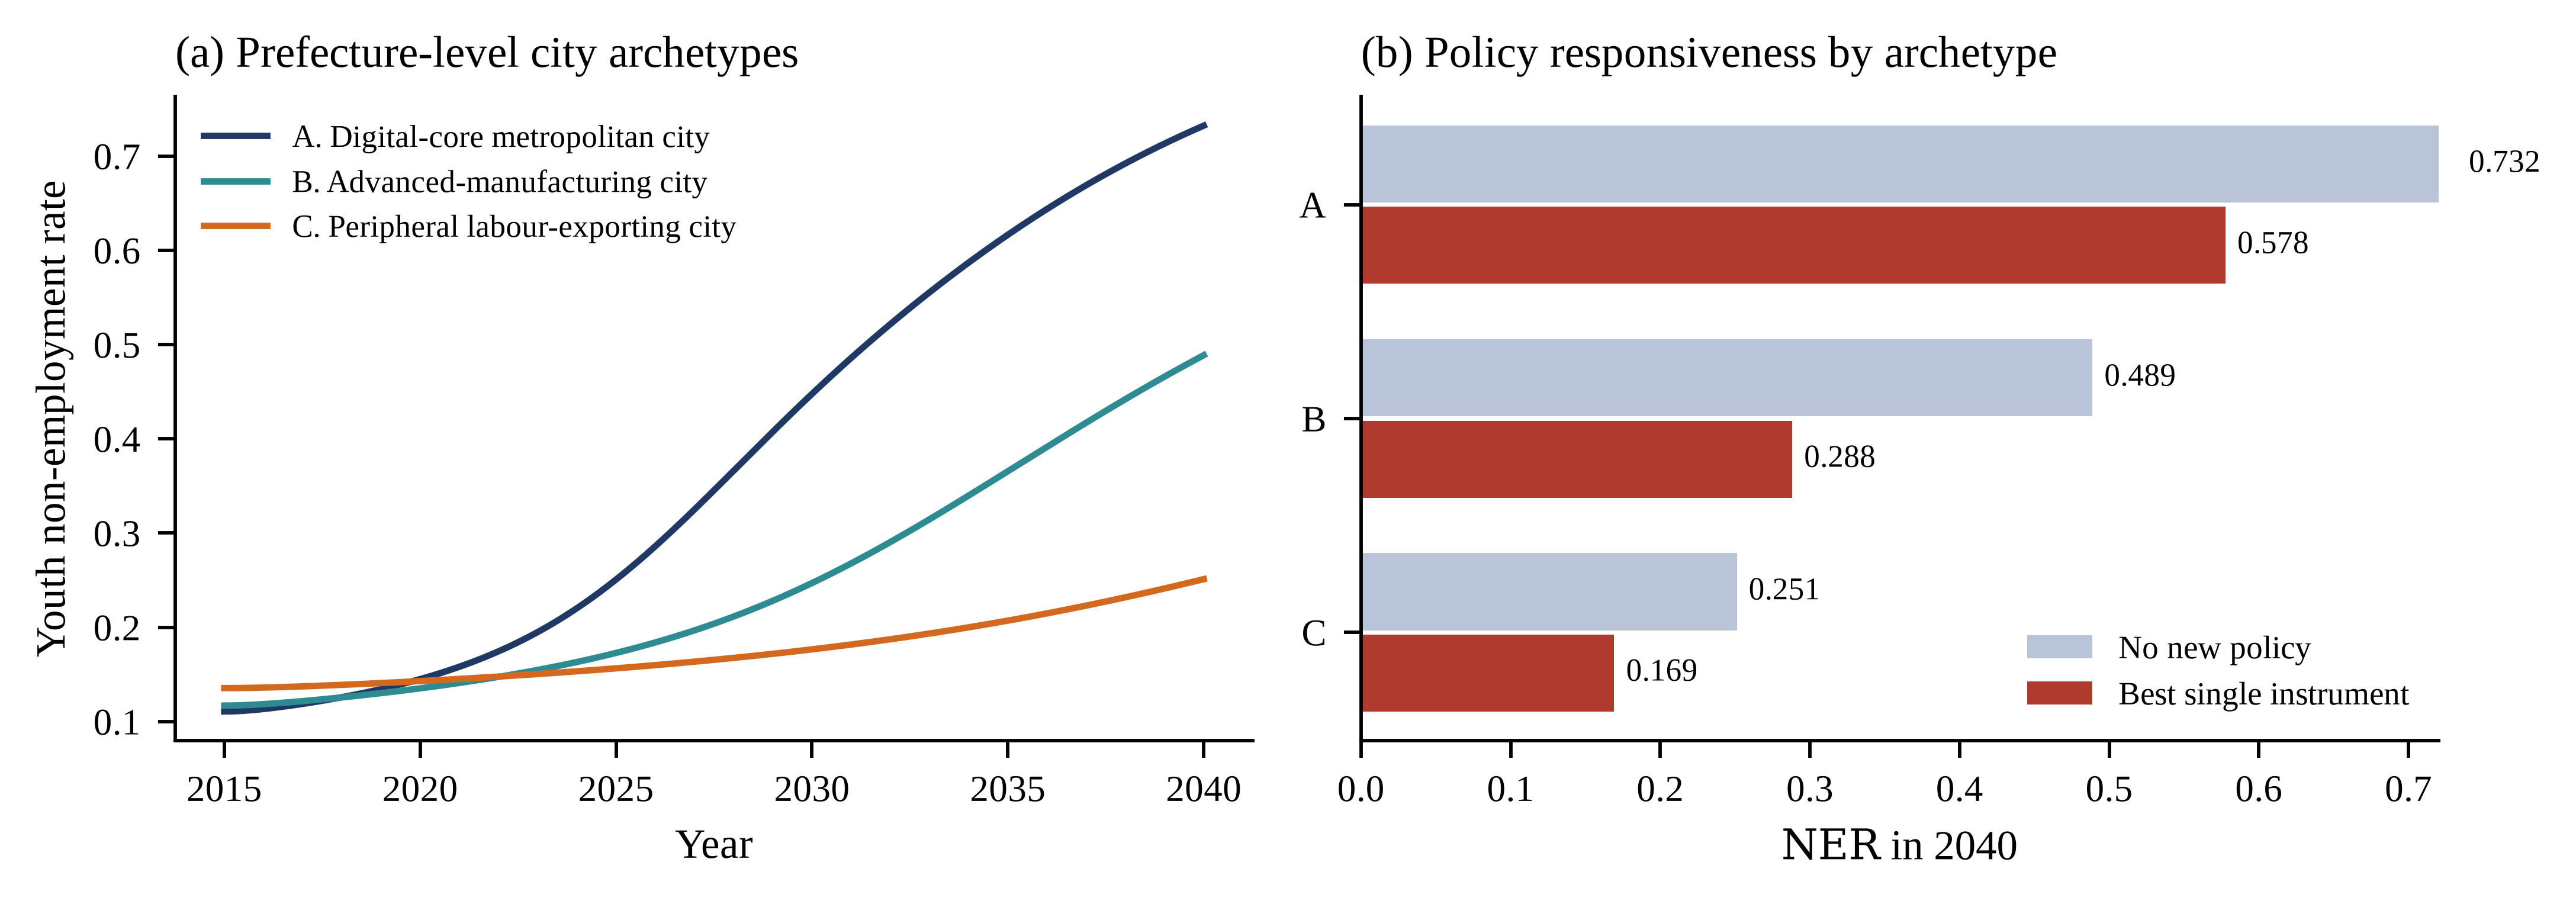 (a) Prefecture-level city archetypes
Youth non-employment rate
0.7
0.6
0.5
0.4
0.3
0.2
0.1
A. Digital-core metropolitan city
B. Advanced-manufacturing city
C. Peripheral labour-exporting city
2015 2020 2025 2030 2035 2040
Year
(b) Policy responsiveness by archetype
A
B
C
0.732
0.578
0.489
0.288
0.251
0.169
No new policy
Best single instrument
0.0 0.1 0.2 0.3 0.4 0.5 0.6 0.7
NER in 2040